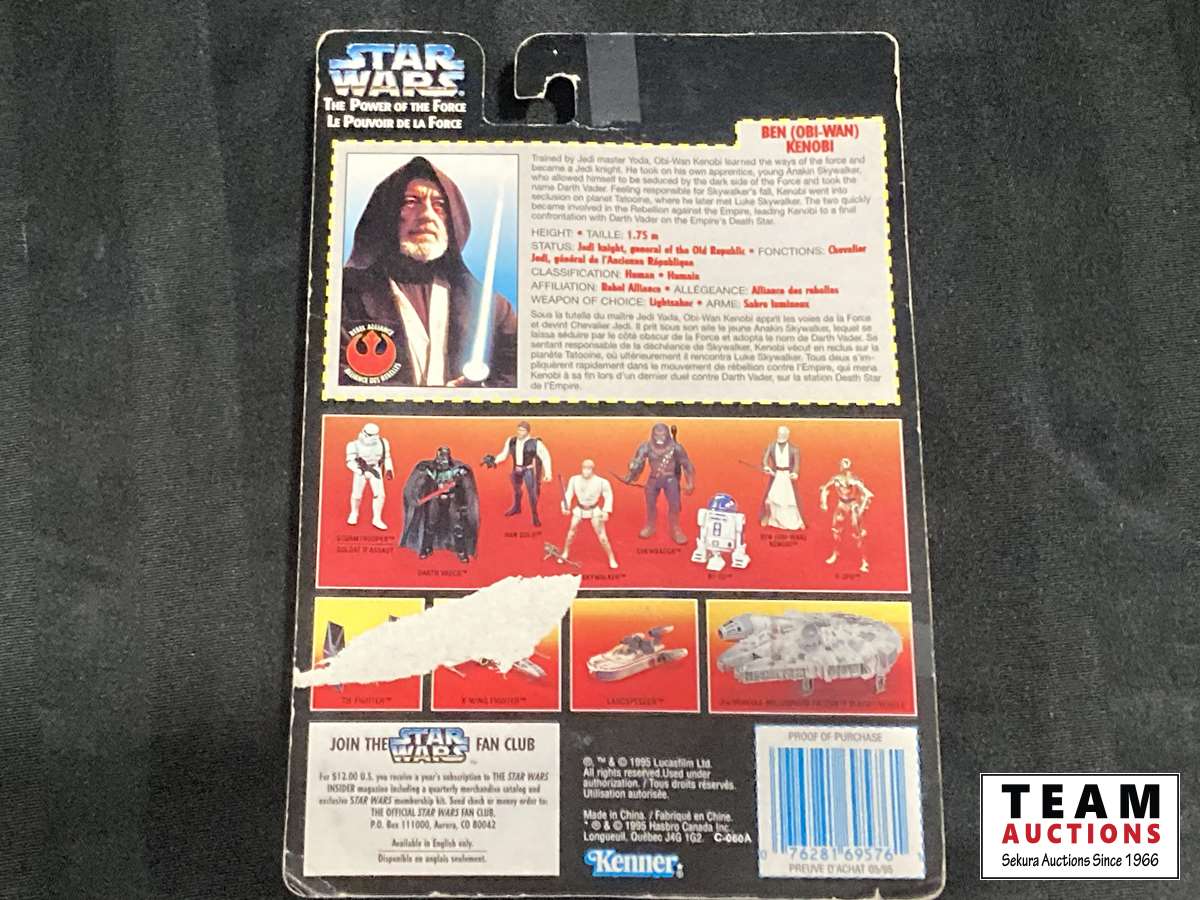 STAR
WARS®
THE POWER OF THE FORCE
LE POUVOIR DE LA FORCE
BEN (OBI-WAN)
KENOBI
Trained by Jedi master Yoda, Obi-Wan Kenobi learned the ways of the force and
became a Jedi knight. He took on his own apprentice, young Anakin Skywalker,
who allowed himself to be seduced by the dark side of the Force and took the
name Darth Vader. Feeling responsible for Skywalker's fall, Kenobi went into
seclusion on planet Tatooine, where he later met Luke Skywalker. The two quickly
became involved in the Rebellion against the Empire, leading Kenobi to a final
confrontation with Darth Vader on the Empire's Death Star.
HEIGHT: • TAILLE: 1.75 m
STATUS: Jedi knight, general of the Old Republic • FONCTIONS: Chevalier
Jedi, général de l'Ancienne République
CLASSIFICATION: Human • Humain
AFFILIATION: Rebel Alliance • ALLÉGEANCE: Alliance des rebelles
WEAPON OF CHOICE: Lightsaber • ARME: Sabre lumineux
Sous la tutelle du maître Jedi Yoda, Obi-Wan Kenobi apprit les voies de la Force
et devint Chevalier Jedi. Il prit sous son aile le jeune Anakin Skywalker, lequel se
laissa séduire par le côté obscur de la Force et adopta le nom de Darth Vader. Se
sentant responsable de la déchéance de Skywalker, Kenobi vécut en reclus sur la
planète Tatooine, où ultérieurement il rencontra Luke Skywalker. Tous deux s'im-
pliquèrent rapidement dans le mouvement de rébellion contre l'Empire, qui mena
Kenobi à sa fin lors d'un dernier duel contre Darth Vader, sur la station Death Star
de l'Empire.
REBEL ALLIANCE
ALLIANCE DES REBELLES
STORMTROOPER
SOLDAT D'ASSAUT
DARTH VADER™
HAN SOLO™
SKYWALKER™
CHEWBACCA™
R2-D2™
BEN (OBI-WAN)
KENOBI™
C-3PO™
TIE FIGHTER™
X-WING FIGHTER™
LANDSPEEDER™
JOIN THE STAR WARS™ FAN CLUB
For $12.00 U.S. you receive a year's subscription to THE STAR WARS
INSIDER magazine including a quarterly merchandise catalog and
exclusive STAR WARS membership kit. Send check or money order to:
THE OFFICIAL STAR WARS FAN CLUB,
P.O. Box 111000, Aurora, CO 80042
Available in English only.
Disponible en anglais seulement.
®, ™ & © 1995 Lucasfilm Ltd.
All rights reserved. Used under
authorization. / Tous droits réservés.
Utilisation autorisée.
Made in China. / Fabriqué en Chine.
* ® & © 1995 Hasbro Canada Inc.
Longueuil, Québec J4G 1G2. C-060A
Kenner®
PROOF OF PURCHASE
0 76281 69576
PREUVE D'ACHAT 05/95
TEAM
AUCTIONS
Sekura Auctions Since 1966